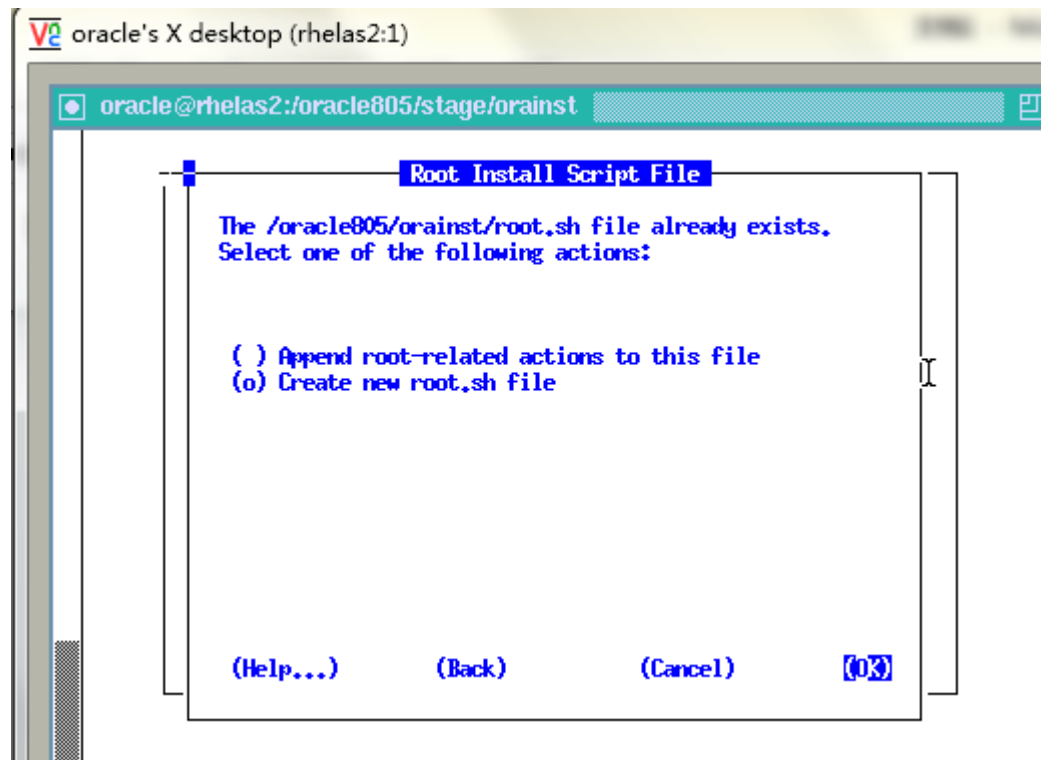 oracle's X desktop (rhelas2:1)
oracle@rhelas2:/oracle805/stage/orainst
Root Install Script File
The /oracle805/orainst/root.sh file already exists.
Select one of the following actions:
( ) Append root-related actions to this file
(o) Create new root.sh file
(Help...) (Back) (Cancel) (OK)